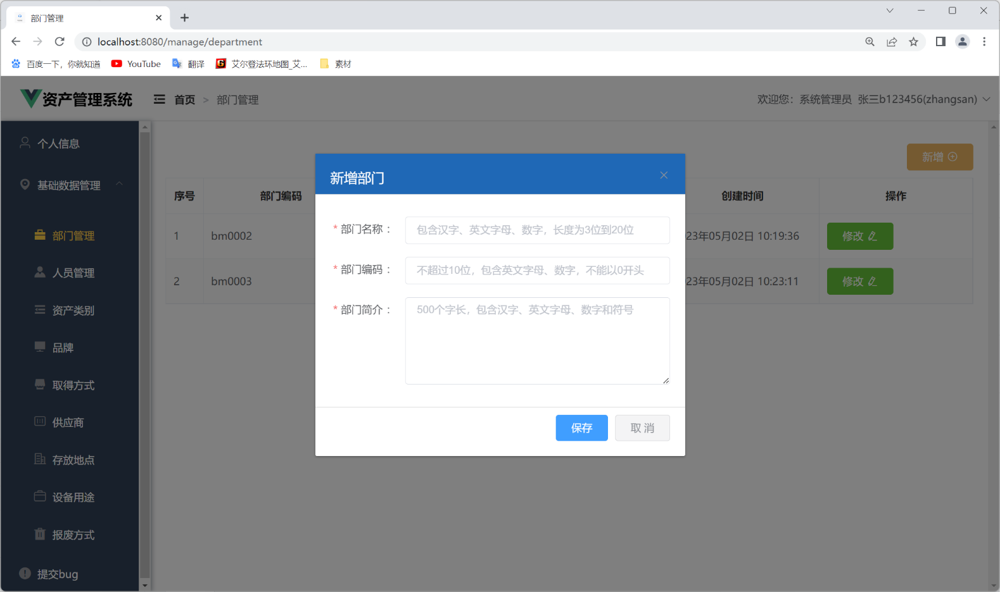 部门管理
localhost:8080/manage/department
百度一下，你就知道 YouTube 翻译 艾尔登法环地图_艾... 素材
资产管理系统 首页 > 部门管理 欢迎您：系统管理员 张三b123456(zhangsan)
个人信息
基础数据管理
部门管理
人员管理
资产类别
品牌
取得方式
供应商
存放地点
设备用途
报废方式
提交bug
新增
序号 部门编码 创建时间 操作
1 bm0002 23年05月02日 10:19:36 修改
2 bm0003 23年05月02日 10:23:11 修改
新增部门
* 部门名称： 包含汉字、英文字母、数字，长度为3位到20位
* 部门编码： 不超过10位，包含英文字母、数字，不能以0开头
* 部门简介： 500个字长，包含汉字、英文字母、数字和符号
保存 取 消